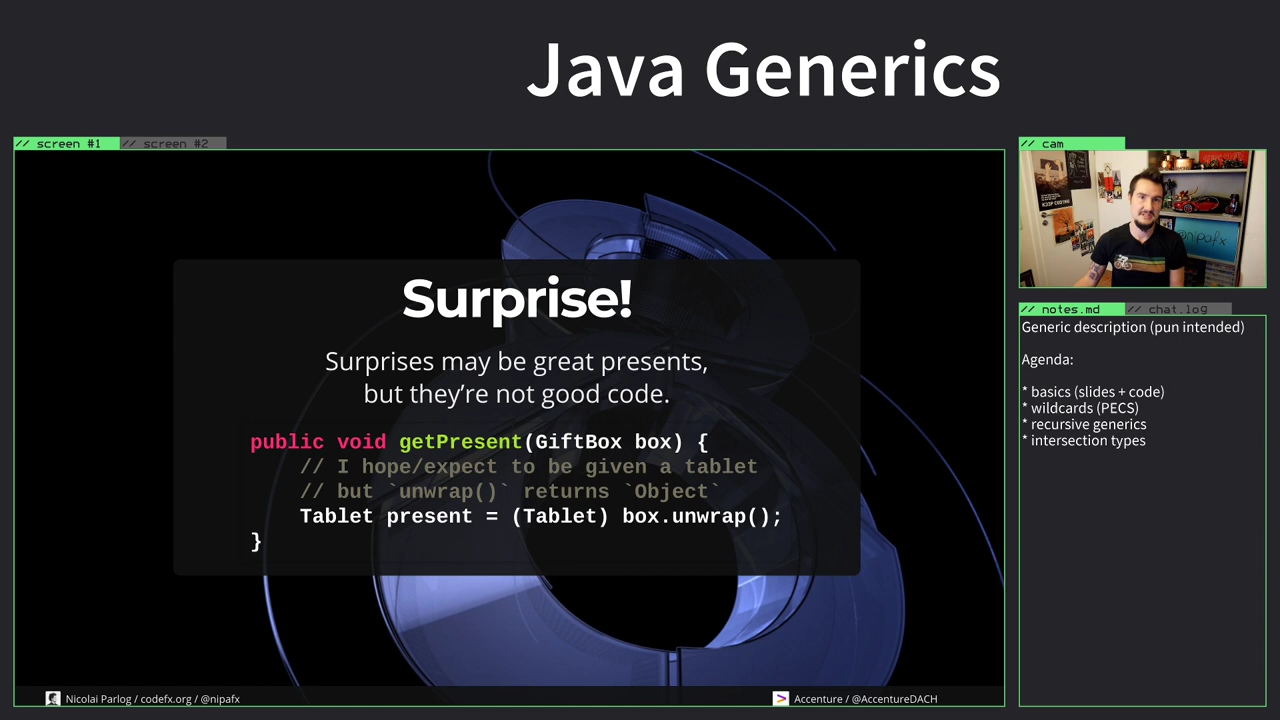 Java Generics
// screen #1
// screen #2
Surprise!
Surprises may be great presents,
but they're not good code.
public void getPresent(GiftBox box) {
// I hope/expect to be given a tablet
// but `unwrap()` returns `Object`
Tablet present = (Tablet) box.unwrap();
}
Nicolai Parlog / codefx.org / @nipafx
Accenture / @AccentureDACH
// cam
KEEP CODING
@nipafx
// notes.md
// chat.log
Generic description (pun intended)
Agenda:
* basics (slides + code)
* wildcards (PECS)
* recursive generics
* intersection types